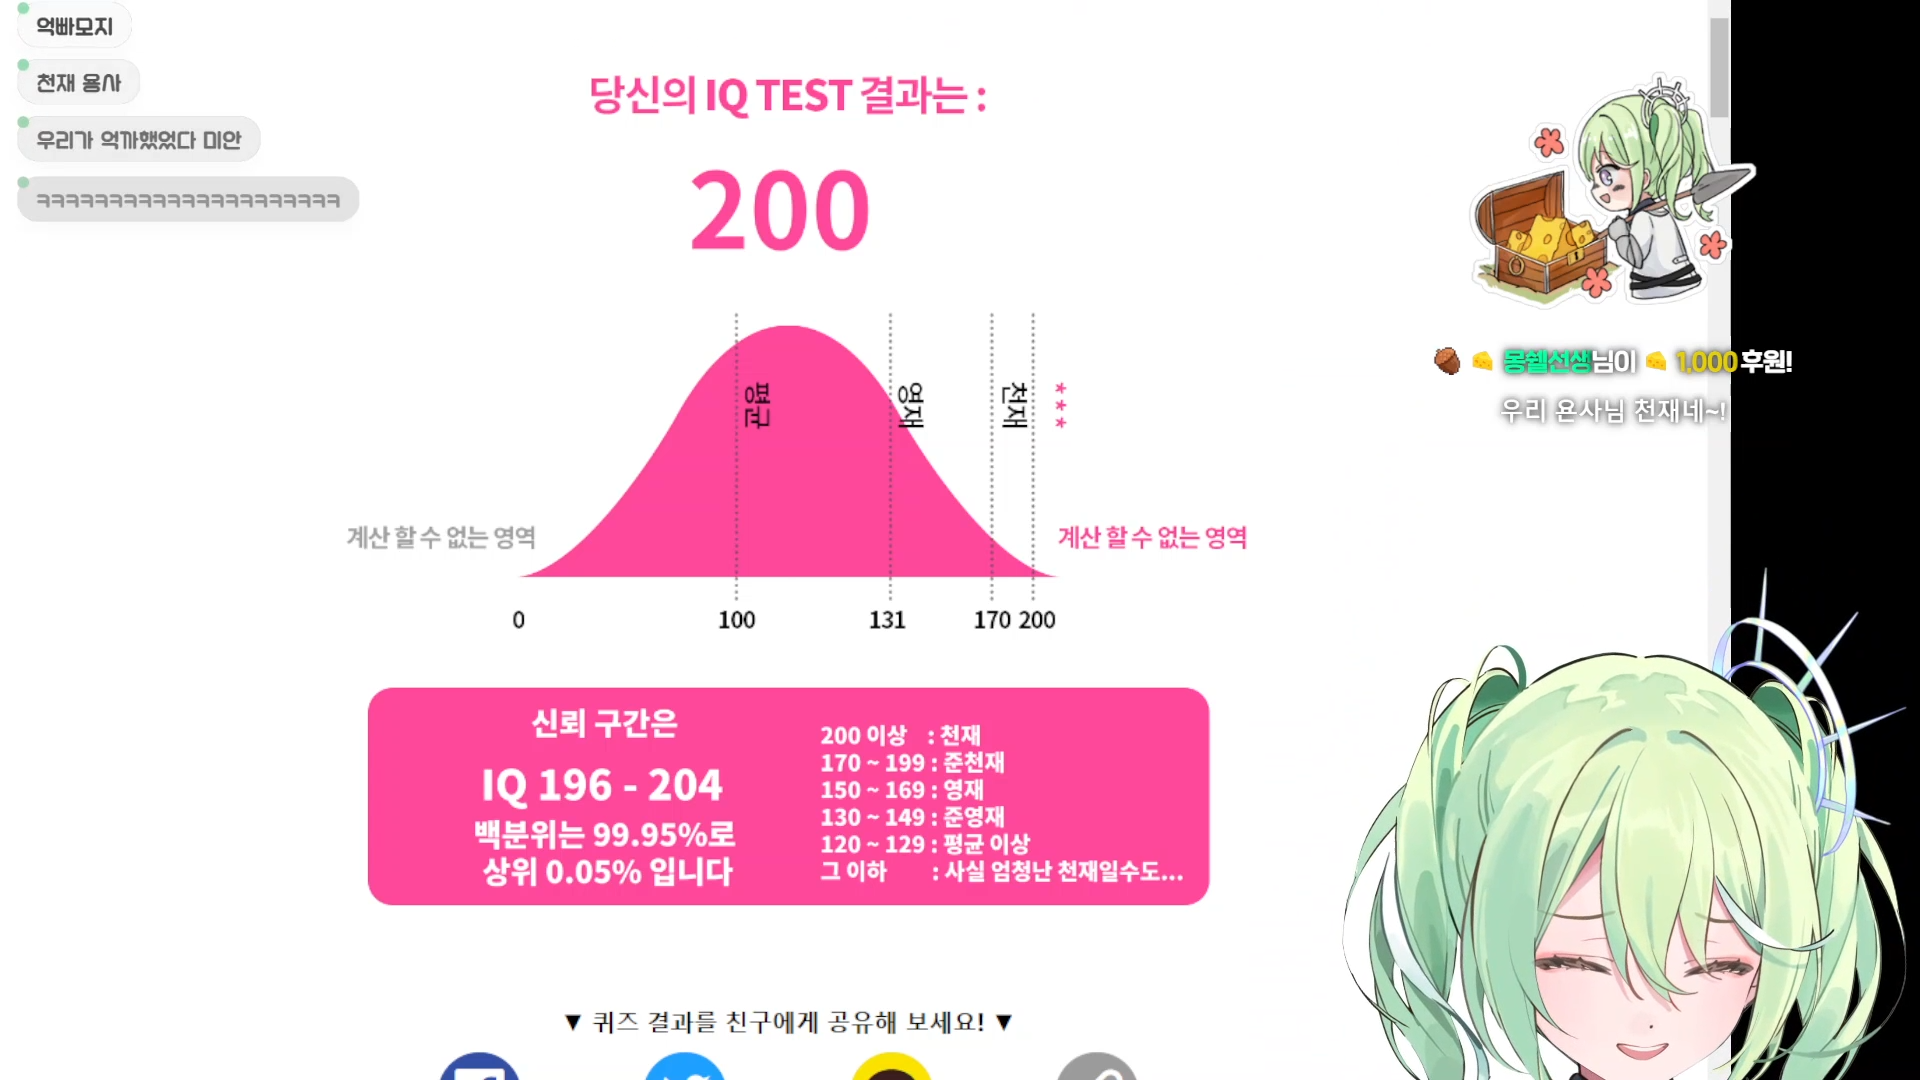 억빠모지
천재 용사
우리가 억까했었다 미안
ㅋㅋㅋㅋㅋㅋㅋㅋㅋㅋㅋㅋㅋㅋㅋㅋㅋㅋㅋㅋㅋ
당신의 IQ TEST 결과는 :
200
평균
영재
천재
***
계산 할 수 없는 영역
계산 할 수 없는 영역
0
100
131
170
200
신뢰 구간은
IQ 196 - 204
백분위는 99.95%로
상위 0.05% 입니다
200 이상 : 천재
170 ~ 199 : 준천재
150 ~ 169 : 영재
130 ~ 149 : 준영재
120 ~ 129 : 평균 이상
그 이하 : 사실 엄청난 천재일수도...
▼ 퀴즈 결과를 친구에게 공유해 보세요! ▼
몽쉘선생님이 1,000 후원!
우리 욘사님 천재네~!